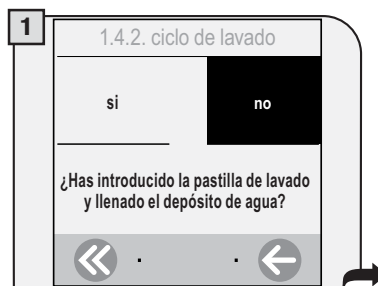 1
1.4.2. ciclo de lavado
si no
¿Has introducido la pastilla de lavado
y llenado el depósito de agua?